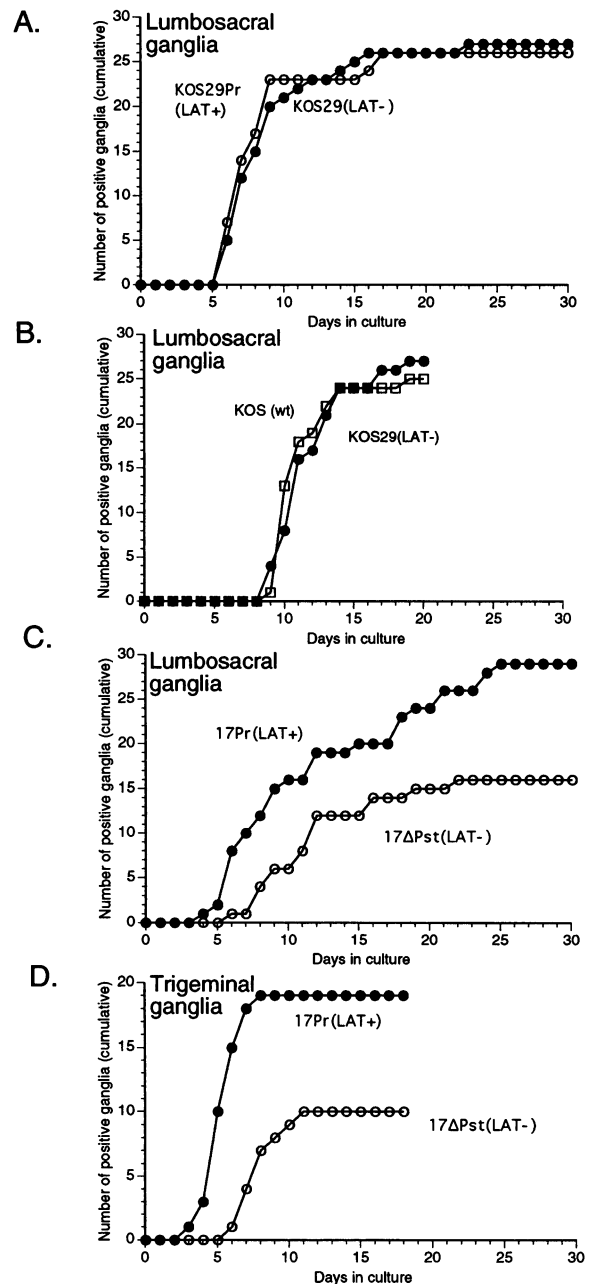 A.
Lumbosacral
ganglia
Number of positive ganglia (cumulative)
30
25
20
15
10
5
0
KOS29Pr
(LAT+)
KOS29(LAT-)
0 5 10 15 20 25 30
Days in culture
B.
Lumbosacral
ganglia
Number of positive ganglia (cumulative)
30
25
20
15
10
5
0
KOS (wt)
KOS29(LAT-)
0 5 10 15 20 25 30
Days in culture
C.
Lumbosacral
ganglia
Number of positive ganglia (cumulative)
30
25
20
15
10
5
0
17Pr(LAT+)
17ΔPst(LAT-)
0 5 10 15 20 25 30
Days in culture
D.
Trigeminal
ganglia
Number of positive ganglia (cumulative)
20
15
10
5
0
17Pr(LAT+)
17ΔPst(LAT-)
0 5 10 15 20 25 30
Days in culture